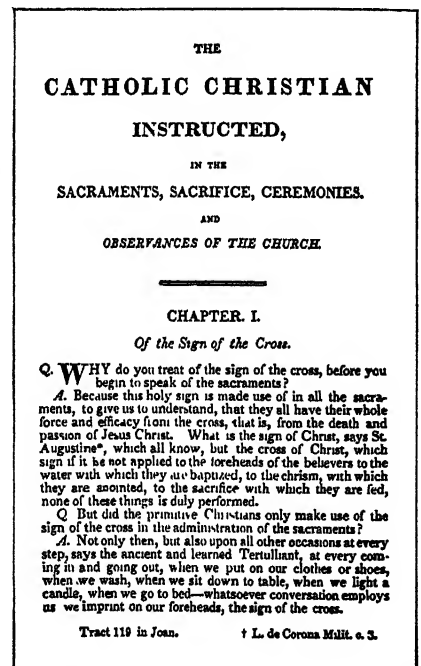 THE
CATHOLIC CHRISTIAN
INSTRUCTED,
IN THE
SACRAMENTS, SACRIFICE, CEREMONIES.
AND
OBSERVANCES OF THE CHURCH.
CHAPTER. I.
Of the Sign of the Cross.
Q. WHY do you treat of the sign of the cross, before you
begin to speak of the sacraments?
A. Because this holy sign is made use of in all the sacra-
ments, to give us to understand, that they all have their whole
force and efficacy from the cross, that is, from the death and
passion of Jesus Christ. What is the sign of Christ, says St.
Augustine*, which all know, but the cross of Christ, which
sign if it be not applied to the foreheads of the believers to the
water with which they are baptized, to the chrism, with which
they are anointed, to the sacrifice with which they are fed,
none of these things is duly performed.
Q But did the primitive Christians only make use of the
sign of the cross in the administration of the sacraments?
A. Not only then, but also upon all other occasions at every
step, says the ancient and learned Tertullian†, at every com-
ing in and going out, when we put on our clothes or shoes,
when we wash, when we sit down to table, when we light a
candle, when we go to bed—whatsoever conversation employs
us we imprint on our foreheads, the sign of the cross.
Tract 119 in Joan. † L. de Corona Milit. c. 3.